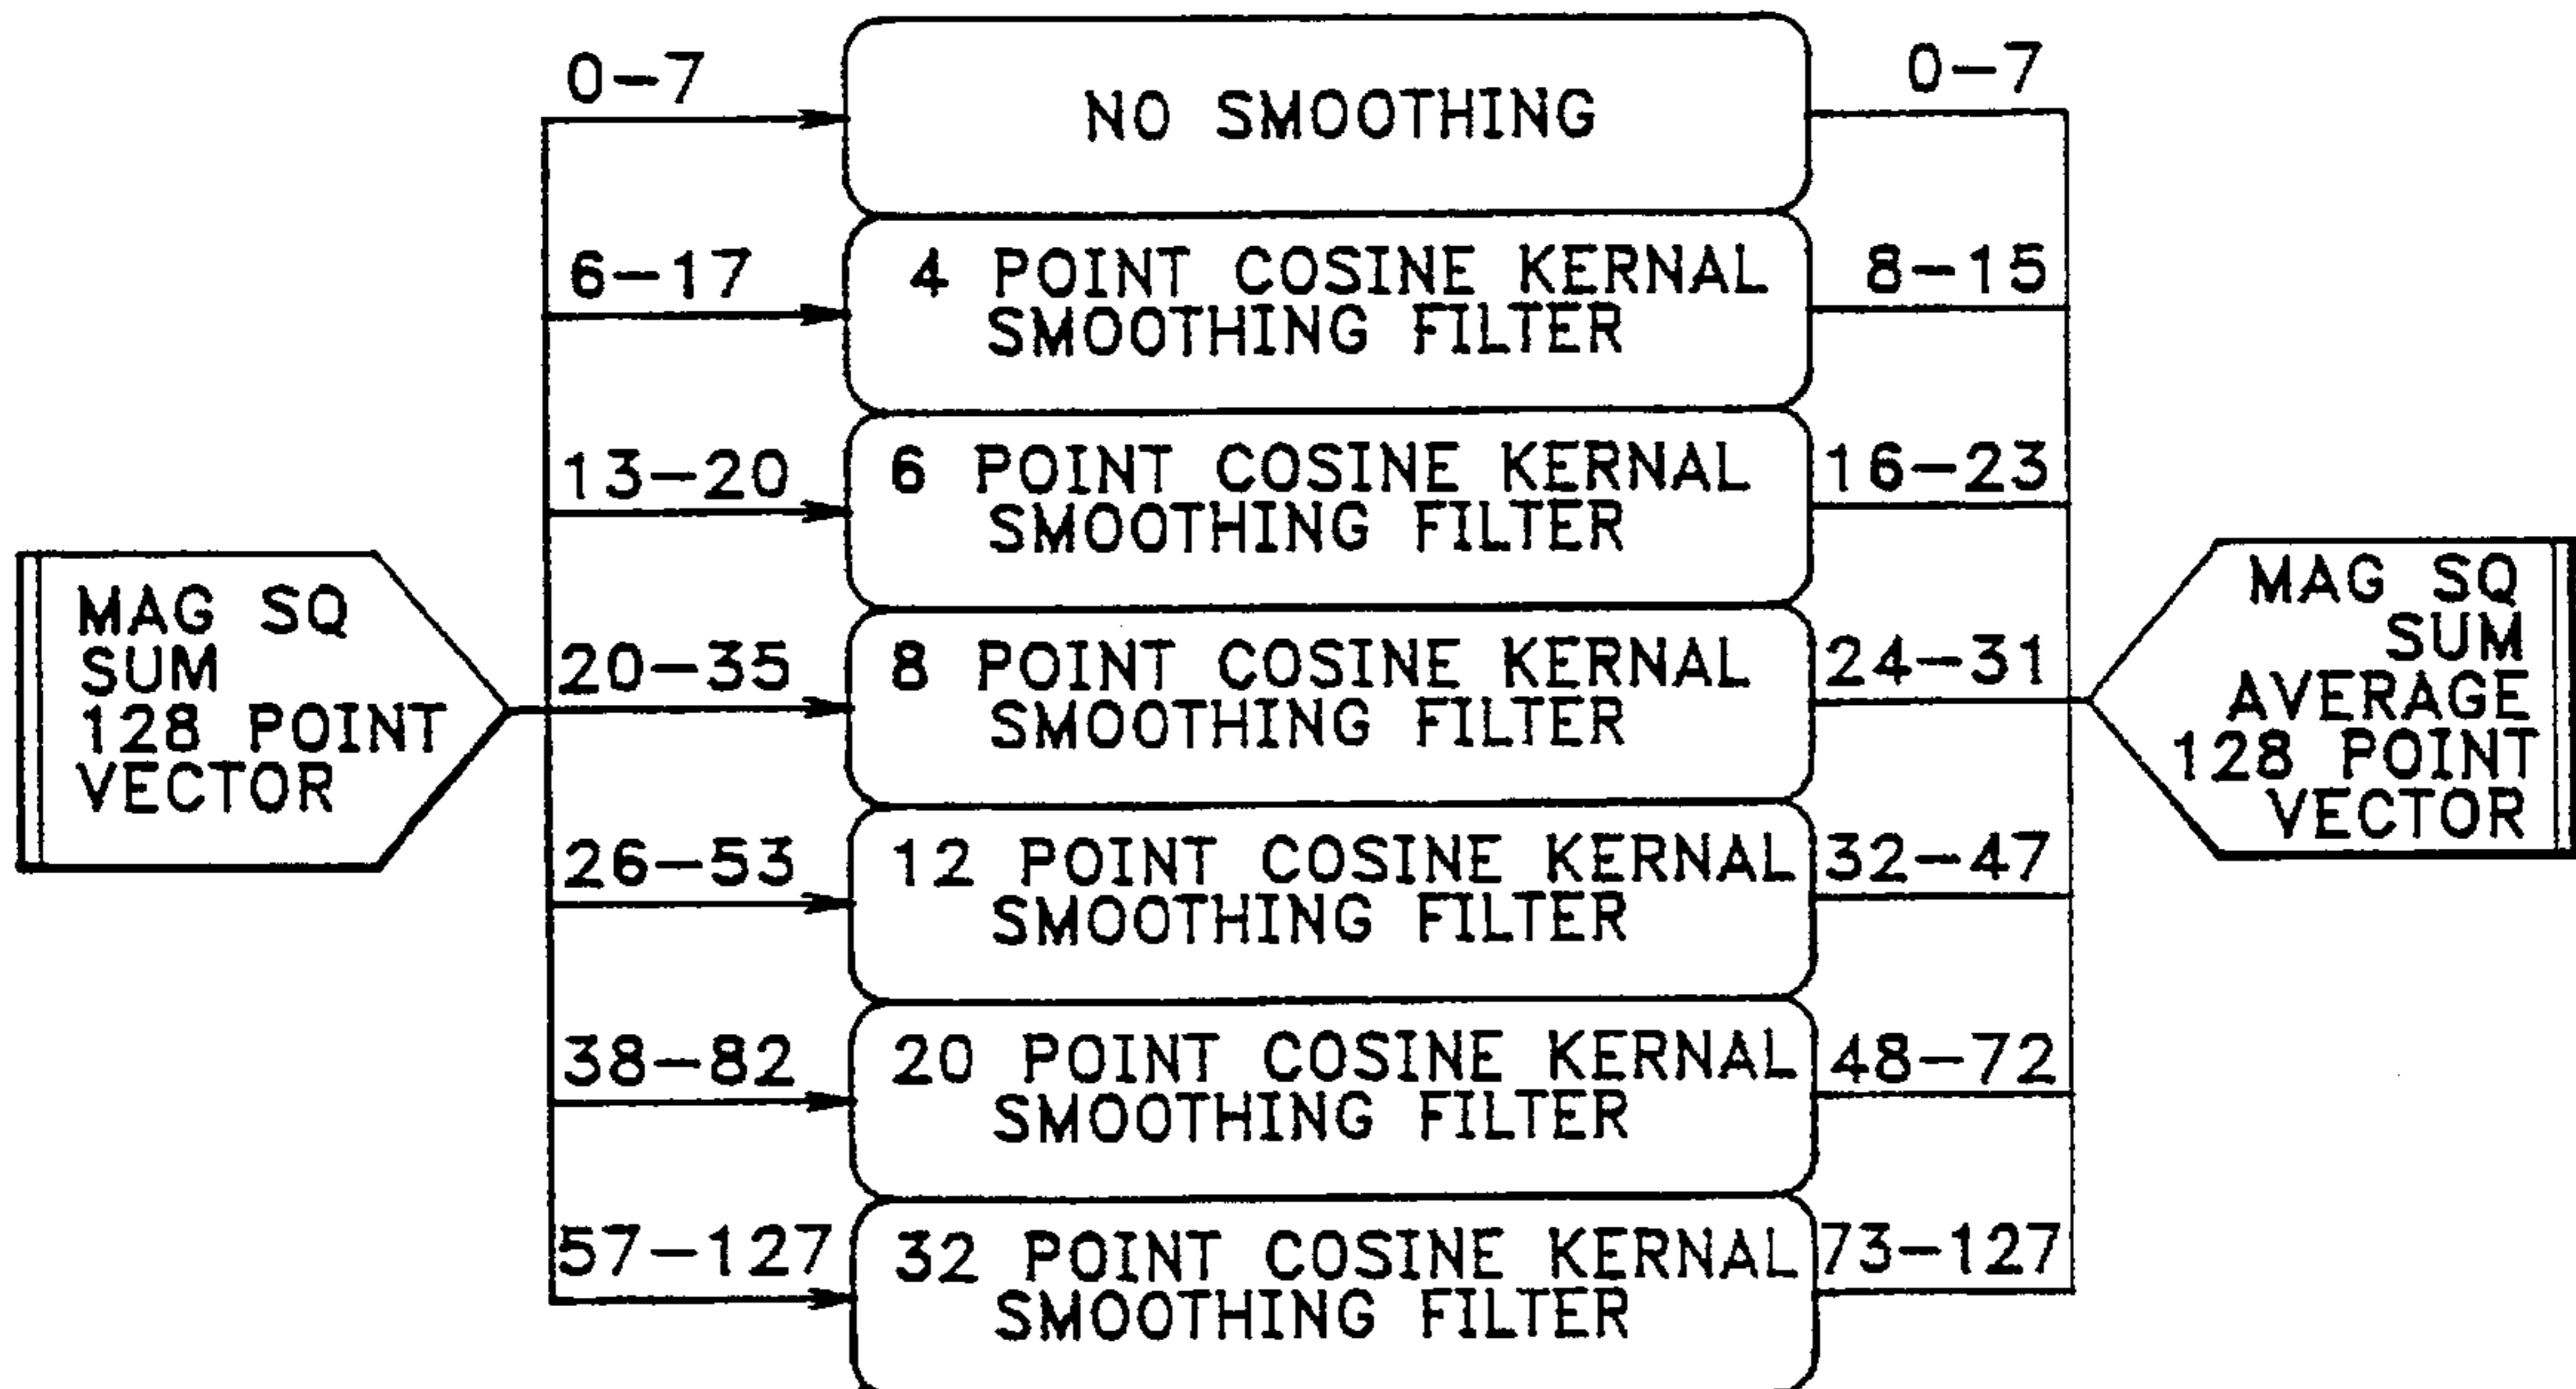 0-7
NO SMOOTHING
0-7
6-17
4 POINT COSINE KERNAL
SMOOTHING FILTER
8-15
13-20
6 POINT COSINE KERNAL
SMOOTHING FILTER
16-23
MAG SQ
SUM
128 POINT
VECTOR
20-35
8 POINT COSINE KERNAL
SMOOTHING FILTER
24-31
MAG SQ
SUM
AVERAGE
128 POINT
VECTOR
26-53
12 POINT COSINE KERNAL
SMOOTHING FILTER
32-47
38-82
20 POINT COSINE KERNAL
SMOOTHING FILTER
48-72
57-127
32 POINT COSINE KERNAL
SMOOTHING FILTER
73-127